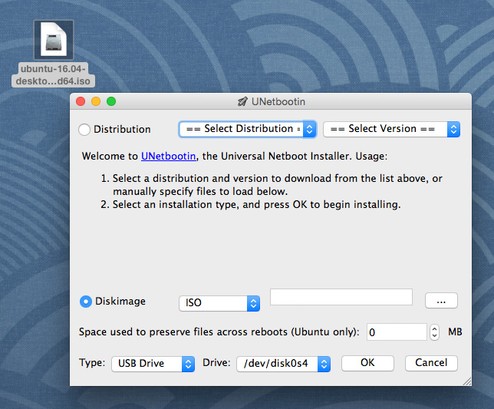 ubuntu-16.04-
deskto...d64.iso
UNetbootin
Distribution
== Select Distribution =
== Select Version ==
Welcome to UNetbootin, the Universal Netboot Installer. Usage:
1. Select a distribution and version to download from the list above, or
manually specify files to load below.
2. Select an installation type, and press OK to begin installing.
Diskimage
ISO
...
Space used to preserve files across reboots (Ubuntu only):
0
MB
Type:
USB Drive
Drive:
/dev/disk0s4
OK
Cancel